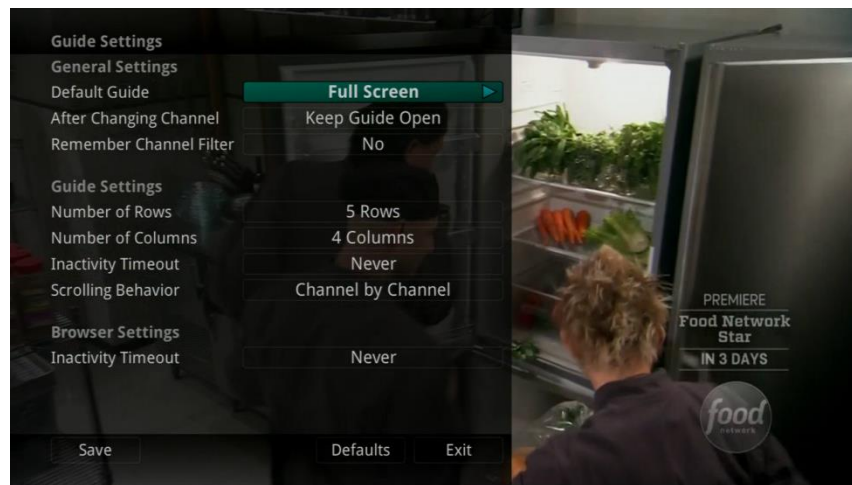 Guide Settings
General Settings
Default Guide Full Screen
After Changing Channel Keep Guide Open
Remember Channel Filter No
Guide Settings
Number of Rows 5 Rows
Number of Columns 4 Columns
Inactivity Timeout Never
Scrolling Behavior Channel by Channel
Browser Settings
Inactivity Timeout Never
Save Defaults Exit
PREMIERE
Food Network
Star
IN 3 DAYS
food
network